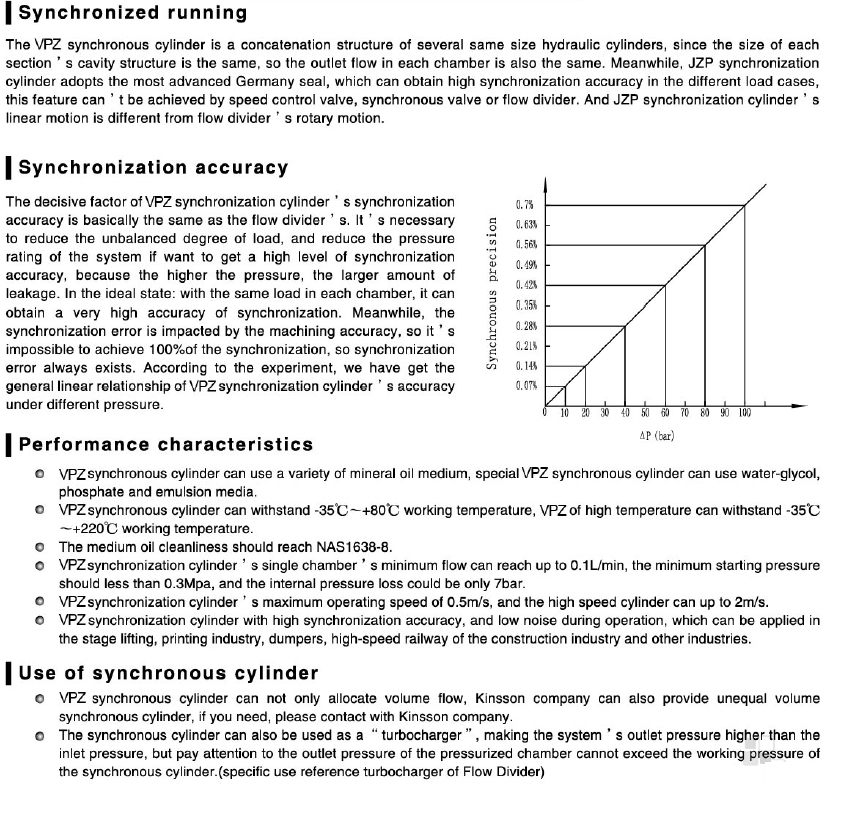 Synchronized running
The VPZ synchronous cylinder is a concatenation structure of several same size hydraulic cylinders, since the size of each
section ’ s cavity structure is the same, so the outlet flow in each chamber is also the same. Meanwhile, JZP synchronization
cylinder adopts the most advanced Germany seal, which can obtain high synchronization accuracy in the different load cases,
this feature can ’ t be achieved by speed control valve, synchronous valve or flow divider. And JZP synchronization cylinder ’ s
linear motion is different from flow divider ’ s rotary motion.
Synchronization accuracy
The decisive factor of VPZ synchronization cylinder ’ s synchronization
accuracy is basically the same as the flow divider ’ s. It ’ s necessary
to reduce the unbalanced degree of load, and reduce the pressure
rating of the system if want to get a high level of synchronization
accuracy, because the higher the pressure, the larger amount of
leakage. In the ideal state: with the same load in each chamber, it can
obtain a very high accuracy of synchronization. Meanwhile, the
synchronization error is impacted by the machining accuracy, so it ’ s
impossible to achieve 100%of the synchronization, so synchronization
error always exists. According to the experiment, we have get the
general linear relationship of VPZ synchronization cylinder ’ s accuracy
under different pressure.
Synchronous precision
0.7%
0.63%
0.56%
0.49%
0.42%
0.35%
0.28%
0.21%
0.14%
0.07%
0 10 20 30 40 50 60 70 80 90 100
ΔP (bar)
Performance characteristics
VPZ synchronous cylinder can use a variety of mineral oil medium, special VPZ synchronous cylinder can use water-glycol,
phosphate and emulsion media.
VPZ synchronous cylinder can withstand -35℃~+80℃ working temperature, VPZ of high temperature can withstand -35℃
~+220℃ working temperature.
The medium oil cleanliness should reach NAS1638-8.
VPZ synchronization cylinder ’ s single chamber ’ s minimum flow can reach up to 0.1L/min, the minimum starting pressure
should less than 0.3Mpa, and the internal pressure loss could be only 7bar.
VPZ synchronization cylinder ’ s maximum operating speed of 0.5m/s, and the high speed cylinder can up to 2m/s.
VPZ synchronization cylinder with high synchronization accuracy, and low noise during operation, which can be applied in
the stage lifting, printing industry, dumpers, high-speed railway of the construction industry and other industries.
Use of synchronous cylinder
VPZ synchronous cylinder can not only allocate volume flow, Kinsson company can also provide unequal volume
synchronous cylinder, if you need, please contact with Kinsson company.
The synchronous cylinder can also be used as a “ turbocharger ” , making the system ’ s outlet pressure higher than the
inlet pressure, but pay attention to the outlet pressure of the pressurized chamber cannot exceed the working pressure of
the synchronous cylinder.(specific use reference turbocharger of Flow Divider)